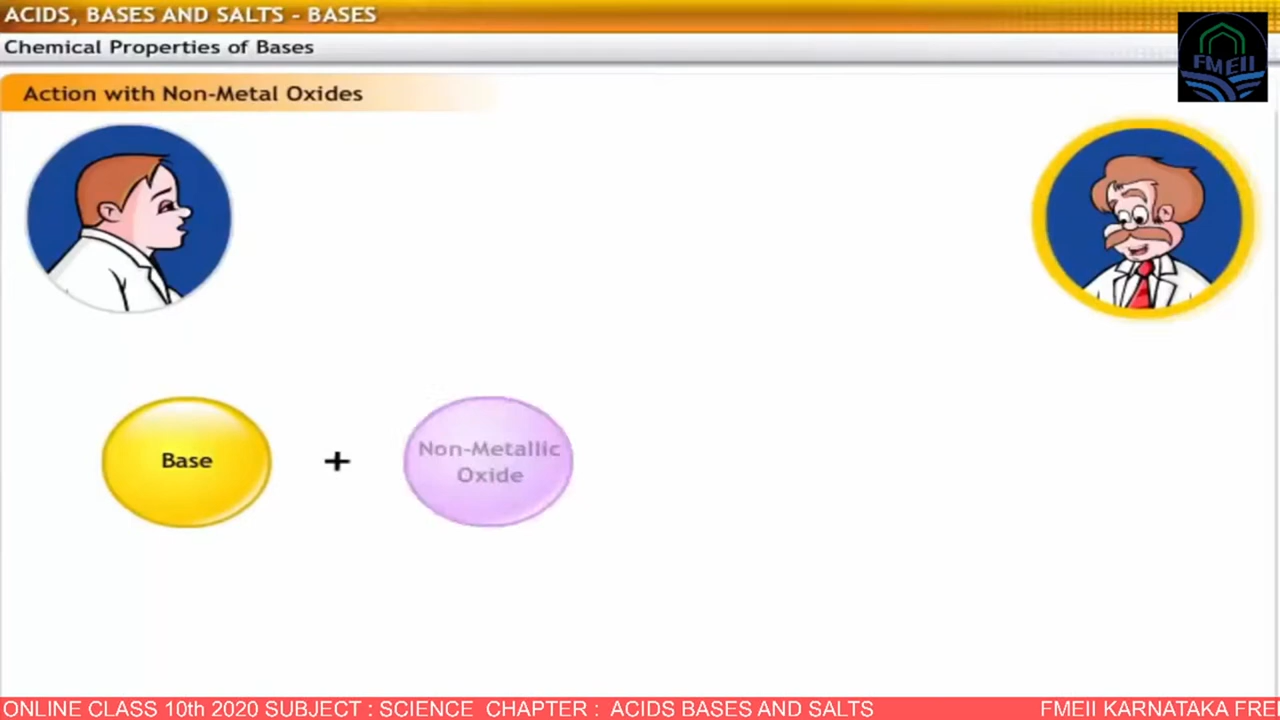 ACIDS, BASES AND SALTS - BASES
Chemical Properties of Bases
FMEII
Action with Non-Metal Oxides
Base
+
Non-Metallic
Oxide
ONLINE CLASS 10th 2020 SUBJECT : SCIENCE CHAPTER : ACIDS BASES AND SALTS FMEII KARNATAKA FRE